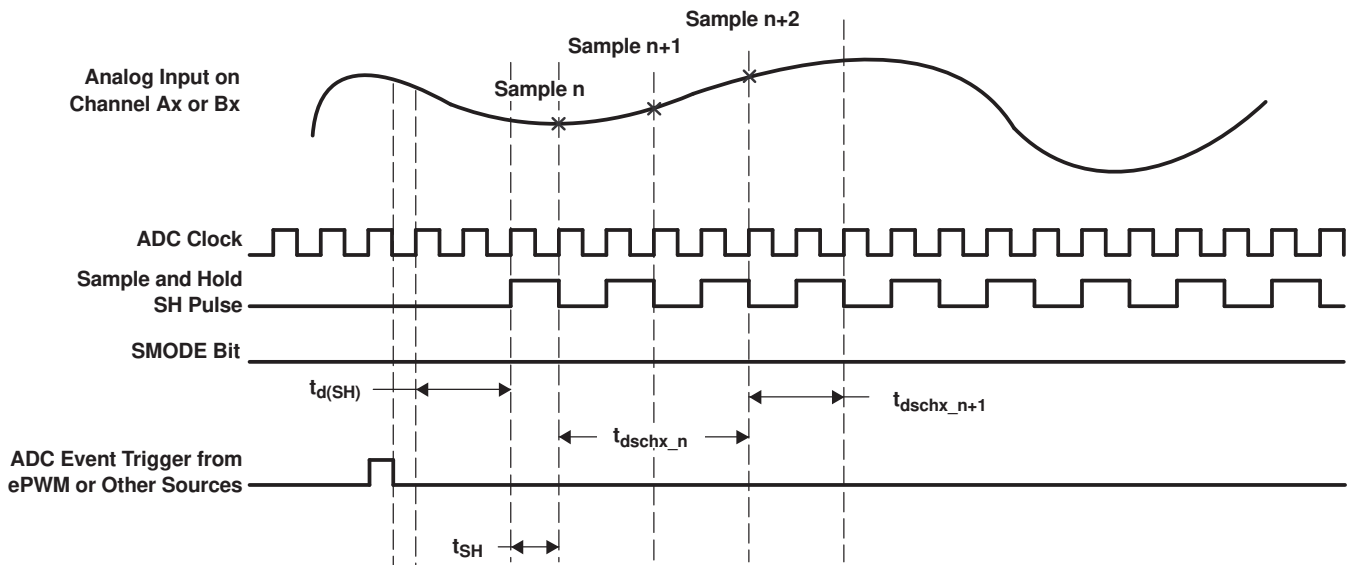 Sample n+2
Sample n+1
Analog Input on
Channel Ax or Bx
Sample n
ADC Clock
Sample and Hold
SH Pulse
SMODE Bit
td(SH)
tdschx_n+1
tdschx_n
ADC Event Trigger from
ePWM or Other Sources
tSH